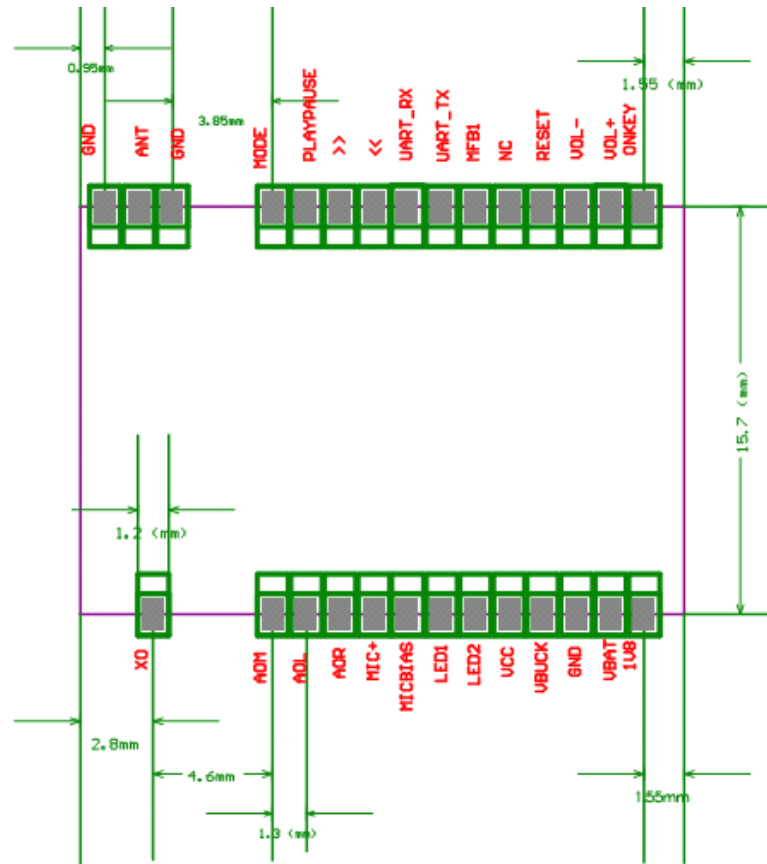 0.95mm
1.55 (mm)
3.85mm
GND
ANT
GND
MODE
PLAYPAUSE
>>
<<
UART_RX
UART_TX
MFB1
NC
RESET
VOL-
VOL+
ONKEY
15.7 (mm)
1.2 (mm)
XO
AOM
AOL
AOR
MIC+
MICBIAS
LED1
LED2
VCC
VBUCK
GND
VBAT
1V8
2.8mm
4.6mm
1.55mm
1.3 (mm)